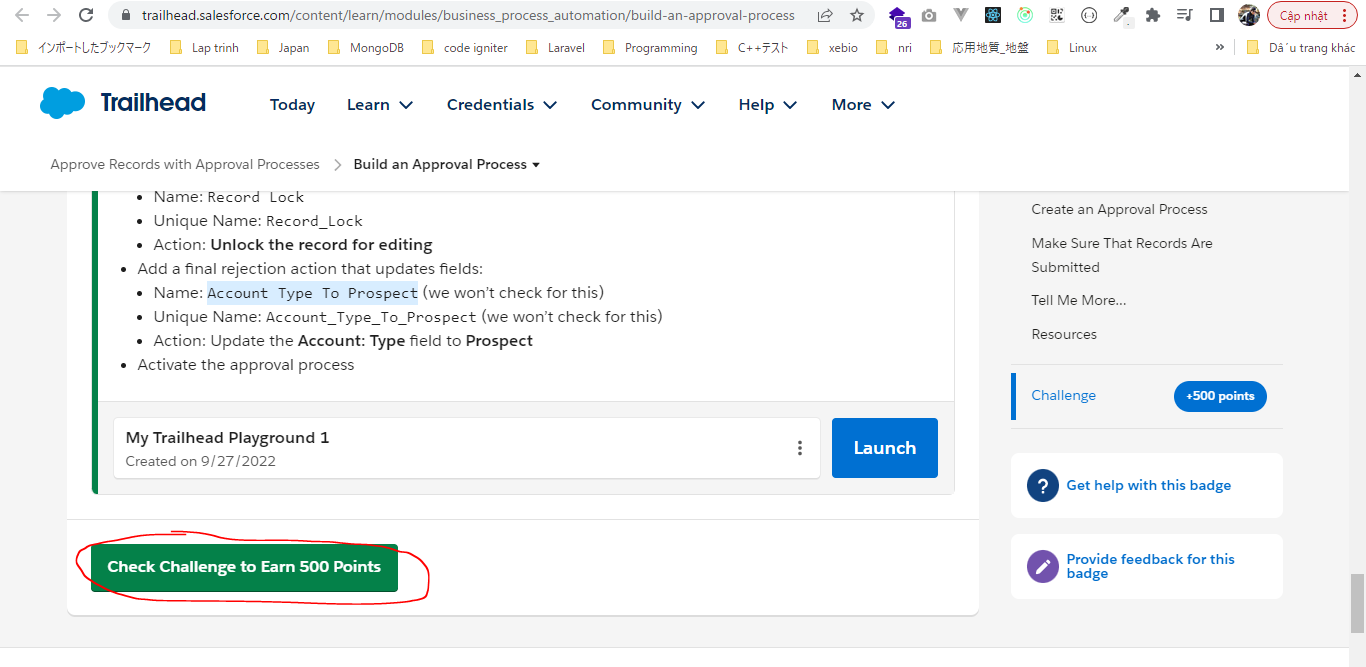 trailhead.salesforce.com/content/learn/modules/business_process_automation/build-an-approval-process
26
Cập nhật
インポートしたブックマーク
Lap trinh
Japan
MongoDB
code igniter
Laravel
Programming
C++テスト
xebio
nri
応用地質_地盤
Linux
»
Dấu trang khác
Trailhead
Today
Learn
Credentials
Community
Help
More
Approve Records with Approval Processes
Build an Approval Process
• Name: Record Lock
• Unique Name: Record_Lock
• Action: Unlock the record for editing
• Add a final rejection action that updates fields:
• Name: Account Type To Prospect (we won’t check for this)
• Unique Name: Account_Type_To_Prospect (we won’t check for this)
• Action: Update the Account: Type field to Prospect
• Activate the approval process
My Trailhead Playground 1
Created on 9/27/2022
Launch
Check Challenge to Earn 500 Points
Create an Approval Process
Make Sure That Records Are
Submitted
Tell Me More...
Resources
Challenge
+500 points
?
Get help with this badge
Provide feedback for this
badge